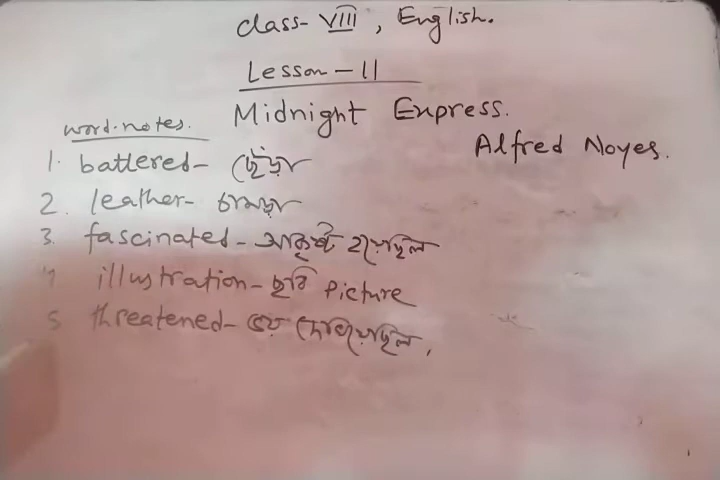 Class- VIII, English.
Lesson - 11
Midnight Express.
Alfred Noyes.
word-notes.
1. battered- ছেঁড়া
2. leather- চামড়া
3. fascinated- আকৃষ্ট হয়েছিল
4 illustration- ছবি Picture
5 threatened- ভয় দেখিয়েছিল,